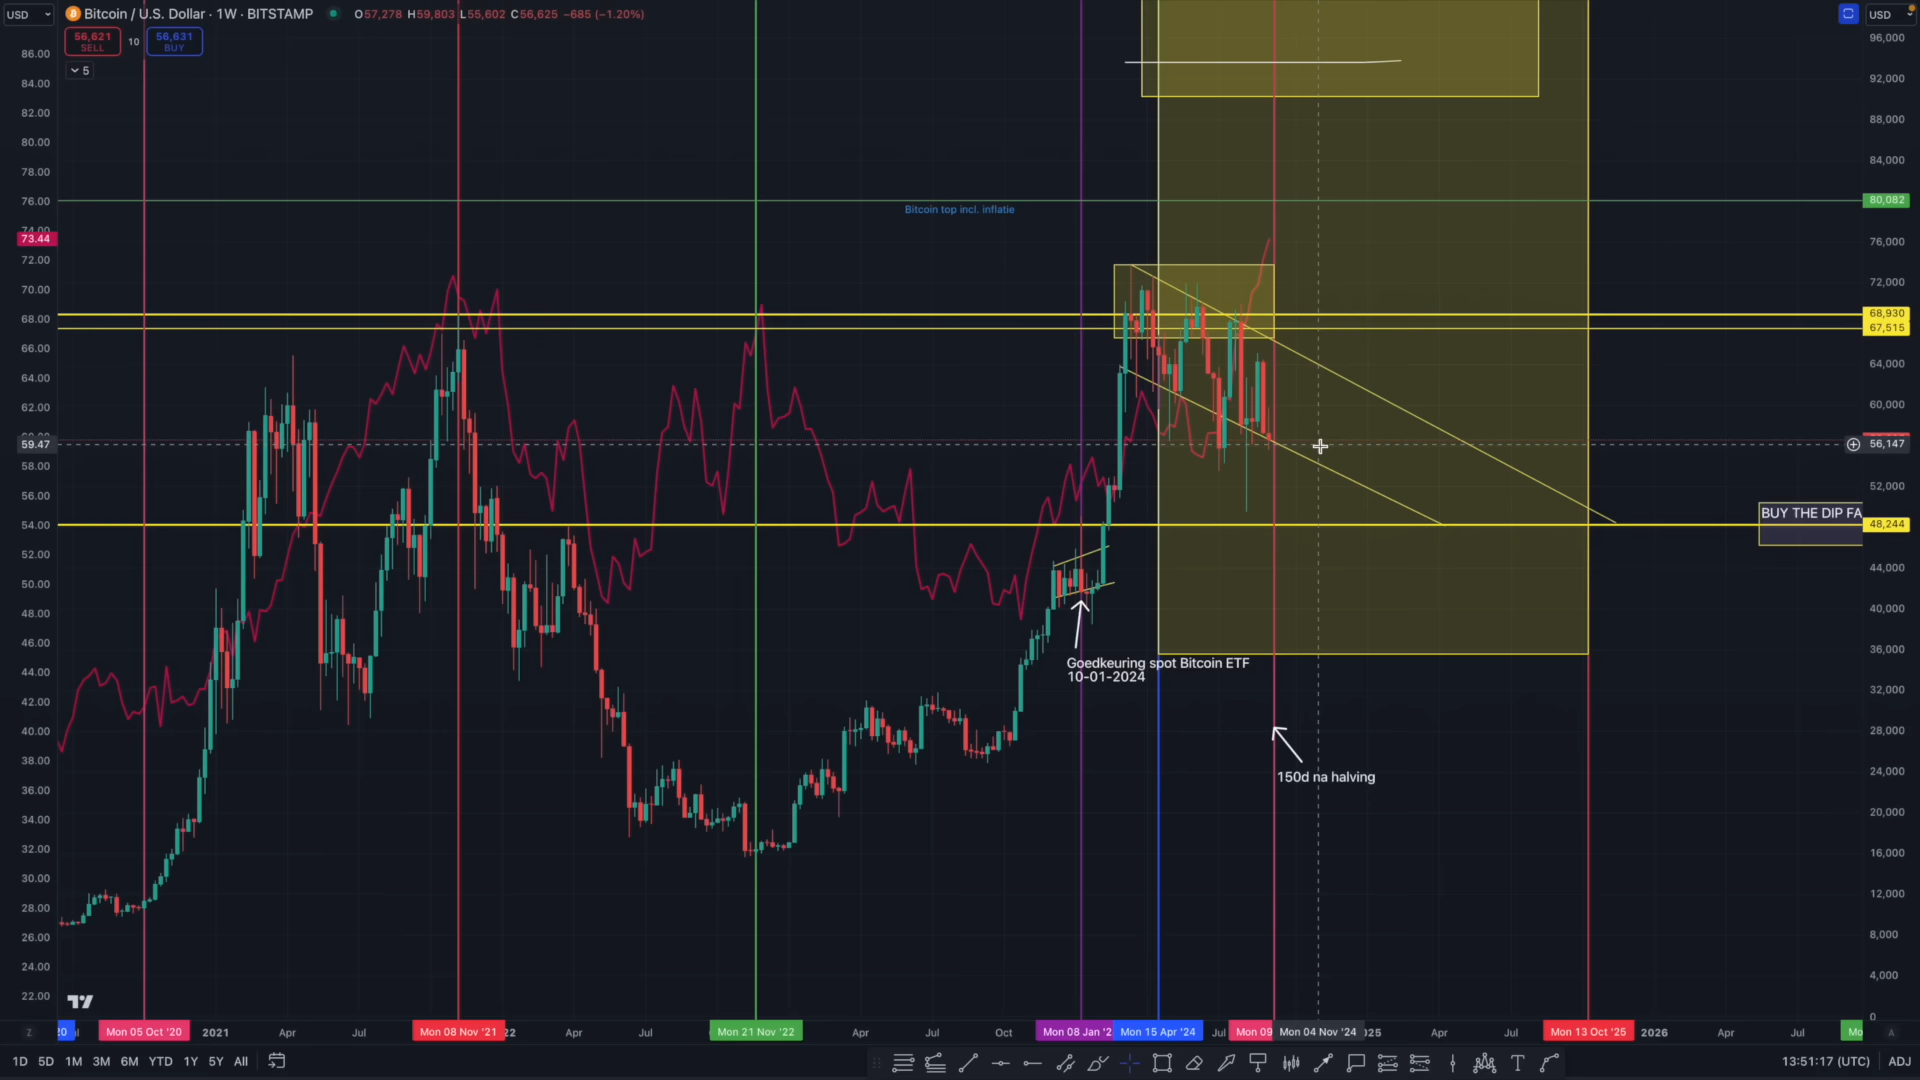 USD
Bitcoin / U.S. Dollar · 1W · BITSTAMP
O57,278 H59,803 L55,602 C56,625 −685 (−1.20%)
USD
56,621
SELL
10
56,631
BUY
5
86.00
84.00
82.00
80.00
78.00
76.00
73.44
72.00
70.00
68.00
66.00
64.00
62.00
59.47
58.00
56.00
54.00
52.00
50.00
48.00
46.00
44.00
42.00
40.00
38.00
36.00
34.00
32.00
30.00
28.00
26.00
24.00
22.00
Bitcoin top incl. inflatie
Goedkeuring spot Bitcoin ETF
10-01-2024
150d na halving
BUY THE DIP FA
96,000
92,000
88,000
84,000
80,082
76,000
72,000
68,930
67,515
64,000
60,000
56,147
52,000
48,244
44,000
40,000
36,000
32,000
28,000
24,000
20,000
16,000
12,000
8,000
4,000
0
Z
20
Mon 05 Oct '20
2021
Apr
Jul
Mon 08 Nov '21
22
Apr
Jul
Mon 21 Nov '22
Apr
Jul
Oct
Mon 08 Jan '2
Mon 15 Apr '24
Jul
Mon 09
Mon 04 Nov '24
25
Apr
Jul
Mon 13 Oct '25
2026
Apr
Jul
Mo
A
1D 5D 1M 3M 6M YTD 1Y 5Y All
13:51:17 (UTC)
ADJ